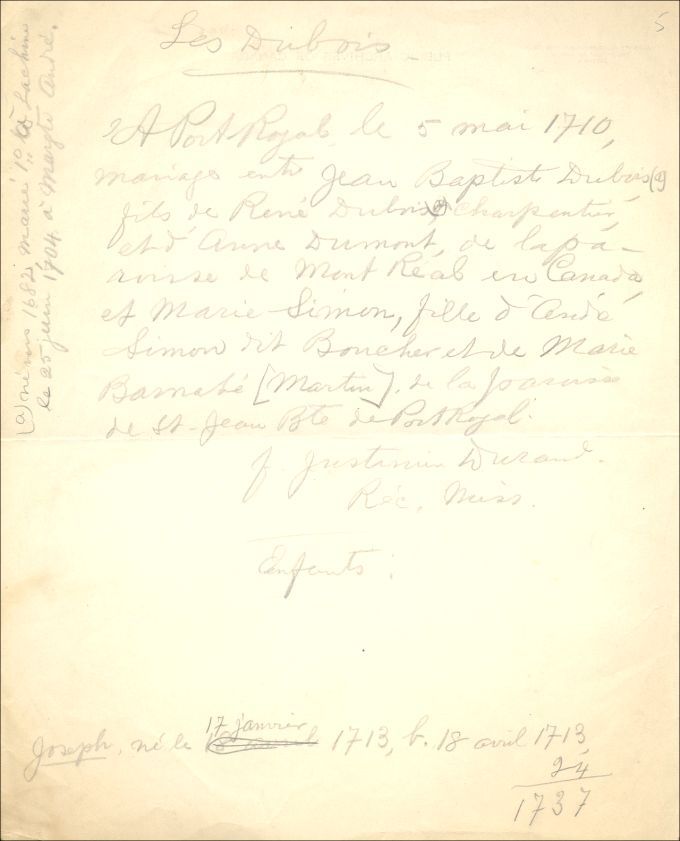 5
Les Dubois
A Port Royal, le 5 mai 1710,
mariage entre Jean Baptiste Dubois (a)
fils de René Dubois Charpentier,
et d'Anne Dumont, de la pa-
roisse de Mont Réal en Canada,
et Marie Simon, fille d'André
Simon dit Boucher et de Marie
Barnabé [Martin], de la paroisse
de St. Jean Bte de Port Royal.
f. Justinien Durand.
Réc. Miss.
Enfants :
17 janvier
Joseph, né le 1713, b. 18 avril 1713,
24
1737
(a) né vers 1682, marié 1º à Lachine
le 25 juin 1704 à Margte André.